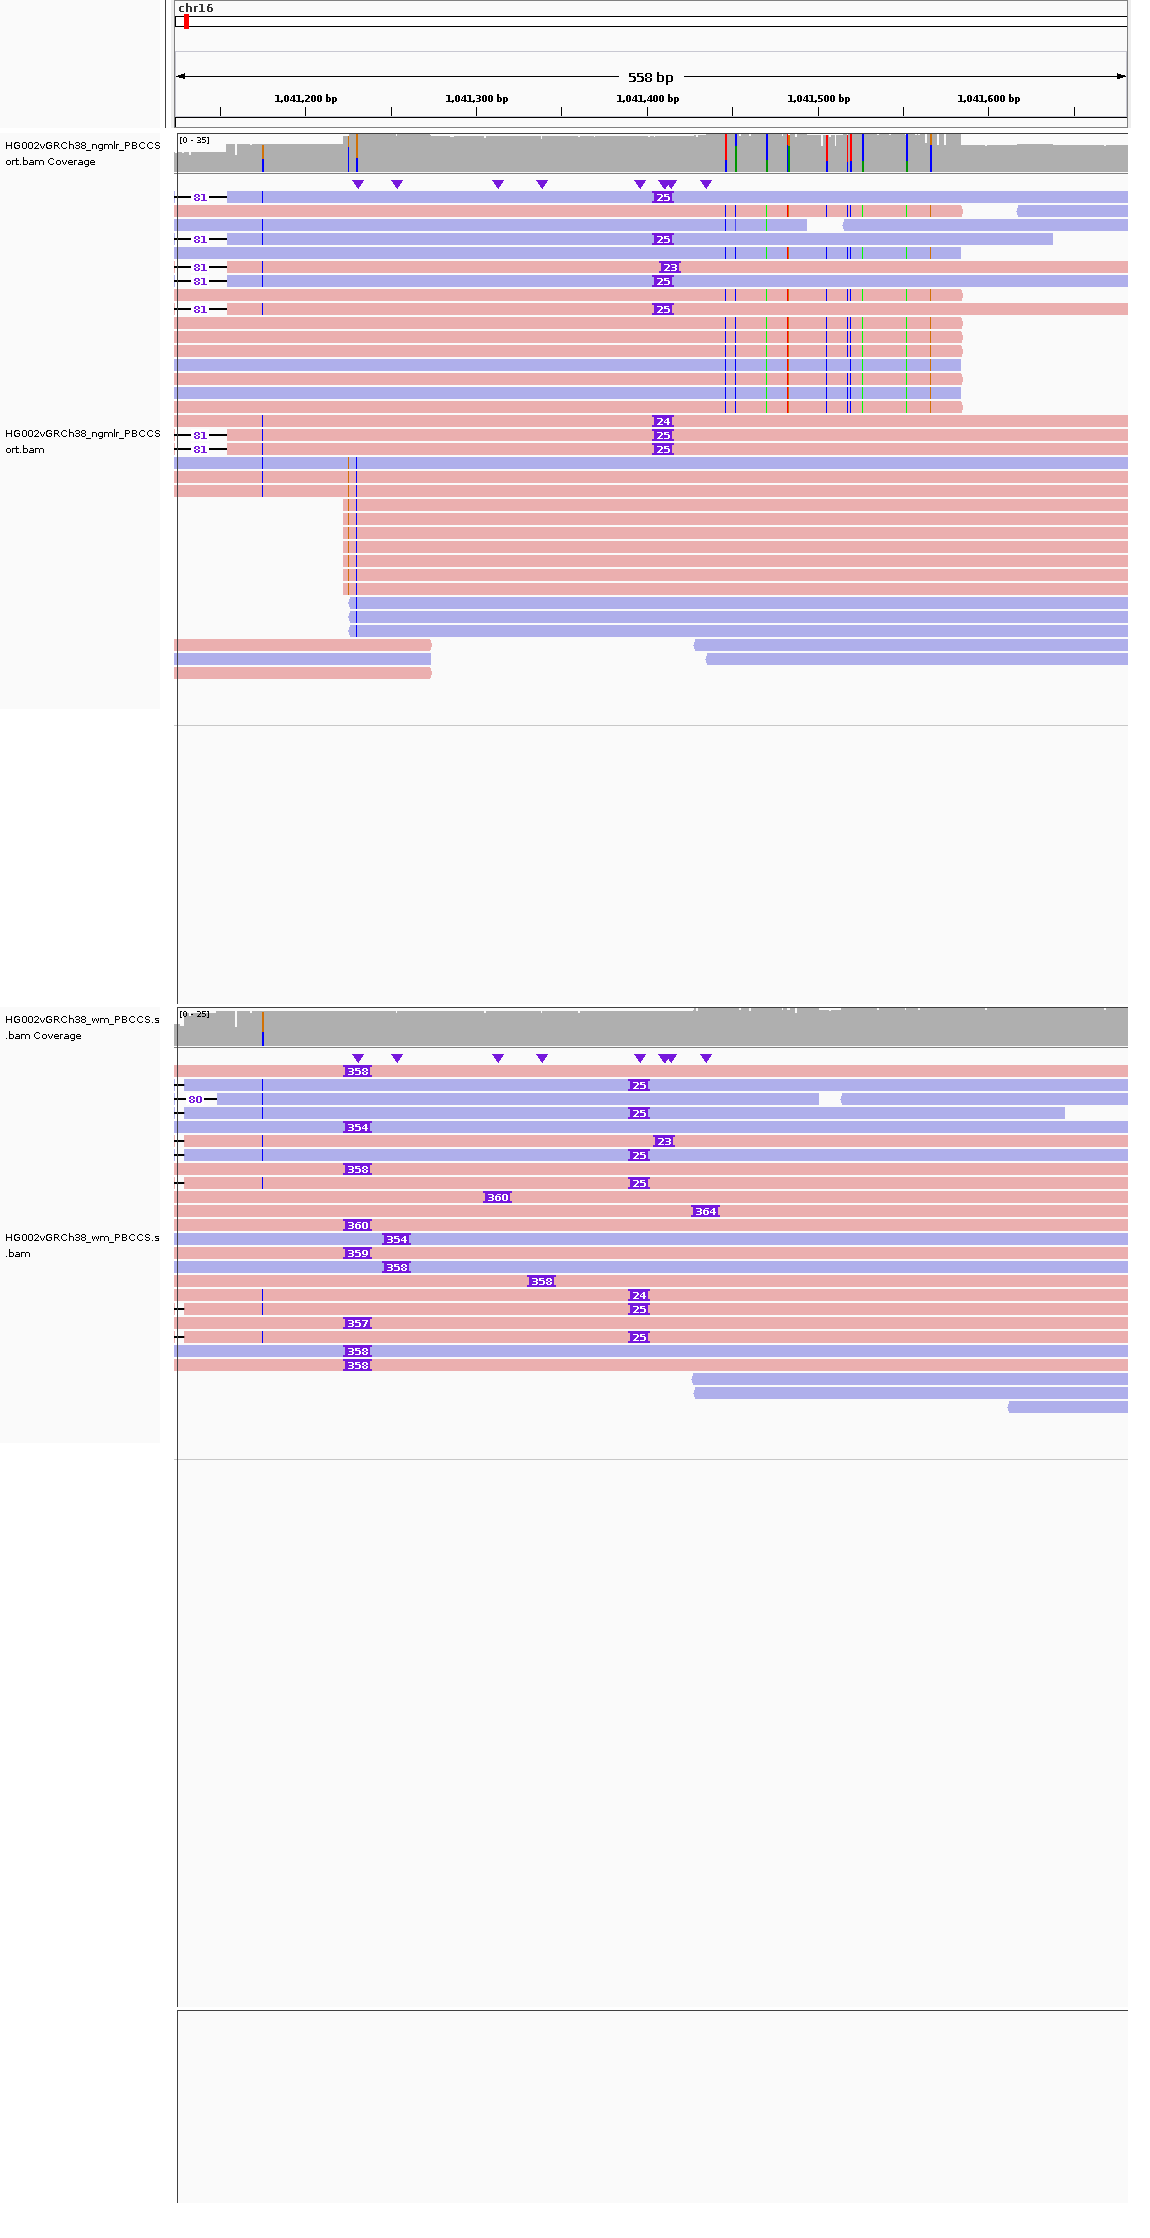 chr16
558 bp
1,041,200 bp 1,041,300 bp 1,041,400 bp 1,041,500 bp 1,041,600 bp
HG002vGRCh38_ngmlr_PBCCS
ort.bam Coverage
[0 - 35]
81 25
81 25
81 23
81 25
81 25
24
HG002vGRCh38_ngmlr_PBCCS
ort.bam
81 25
81 25
HG002vGRCh38_wm_PBCCS.s
.bam Coverage
[0 - 25]
358
25
80
25
354
23
25
358
25
360
364
360
HG002vGRCh38_wm_PBCCS.s
.bam
354
359
358
358
24
25
357
25
358
358